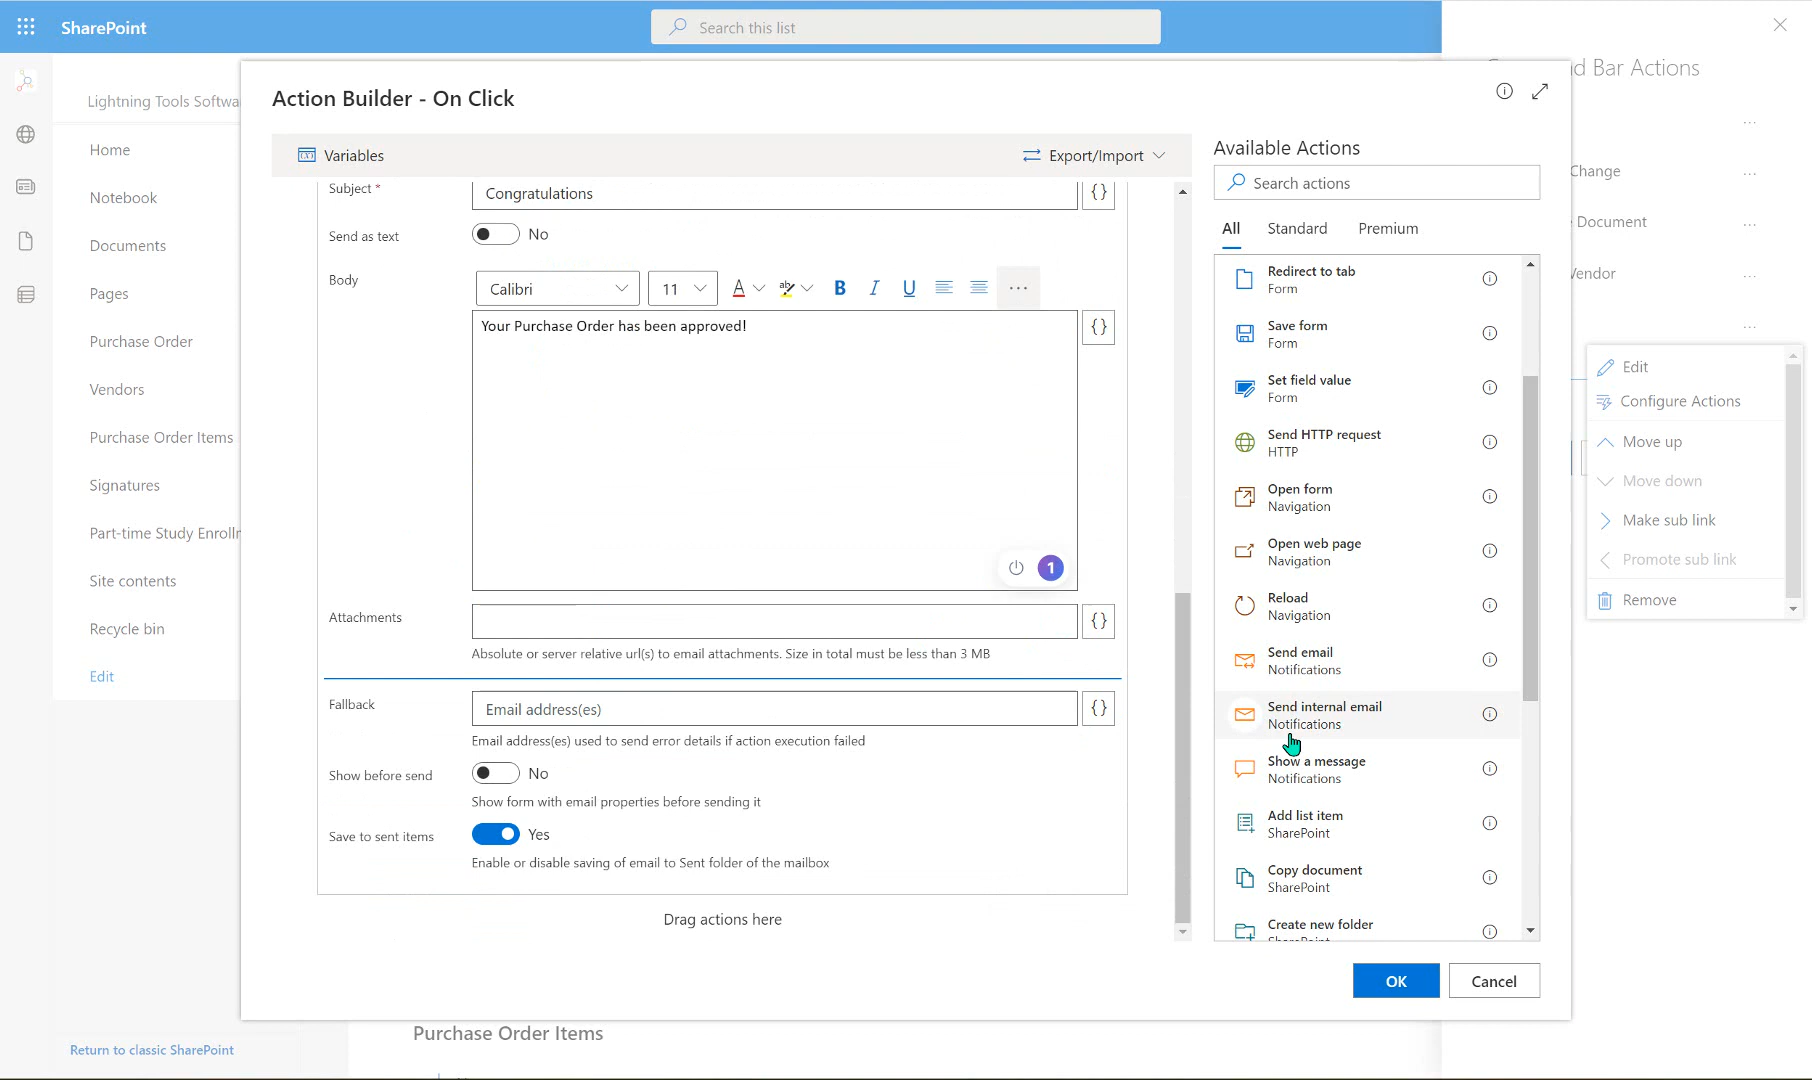 SharePoint
Search this list
d Bar Actions
Lightning Tools Softwa
Home
Notebook
Documents
Pages
Purchase Order
Vendors
Purchase Order Items
Signatures
Part-time Study Enrollr
Site contents
Recycle bin
Edit
Return to classic SharePoint
Action Builder - On Click
Variables
Export/Import
Subject *
Congratulations
{}
Send as text
No
Body
Calibri
11
A
ab
B
I
U
...
Your Purchase Order has been approved!
{}
1
Attachments
{}
Absolute or server relative url(s) to email attachments. Size in total must be less than 3 MB
Fallback
Email address(es)
{}
Email address(es) used to send error details if action execution failed
Show before send
No
Show form with email properties before sending it
Save to sent items
Yes
Enable or disable saving of email to Sent folder of the mailbox
Drag actions here
Available Actions
Search actions
All
Standard
Premium
Redirect to tab
Form
Save form
Form
Set field value
Form
Send HTTP request
HTTP
Open form
Navigation
Open web page
Navigation
Reload
Navigation
Send email
Notifications
Send internal email
Notifications
Show a message
Notifications
Add list item
SharePoint
Copy document
SharePoint
Create new folder
SharePoint
OK
Cancel
Purchase Order Items
...
Change
...
Document
...
Vendor
...
...
Edit
Configure Actions
Move up
Move down
Make sub link
Promote sub link
Remove